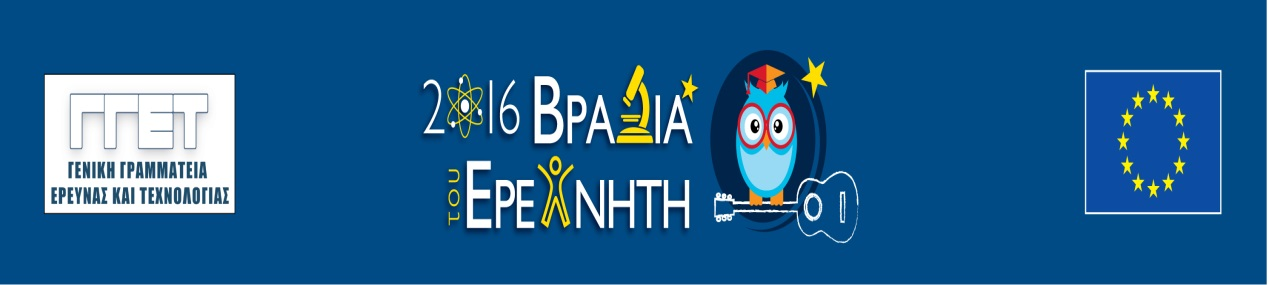 ΓΓΕΤ
ΓΕΝΙΚΗ ΓΡΑΜΜΑΤΕΙΑ
ΕΡΕΥΝΑΣ ΚΑΙ ΤΕΧΝΟΛΟΓΙΑΣ
2016 ΒΡΑΔΙΑ
του ΕΡΕΥΝΗΤΗ